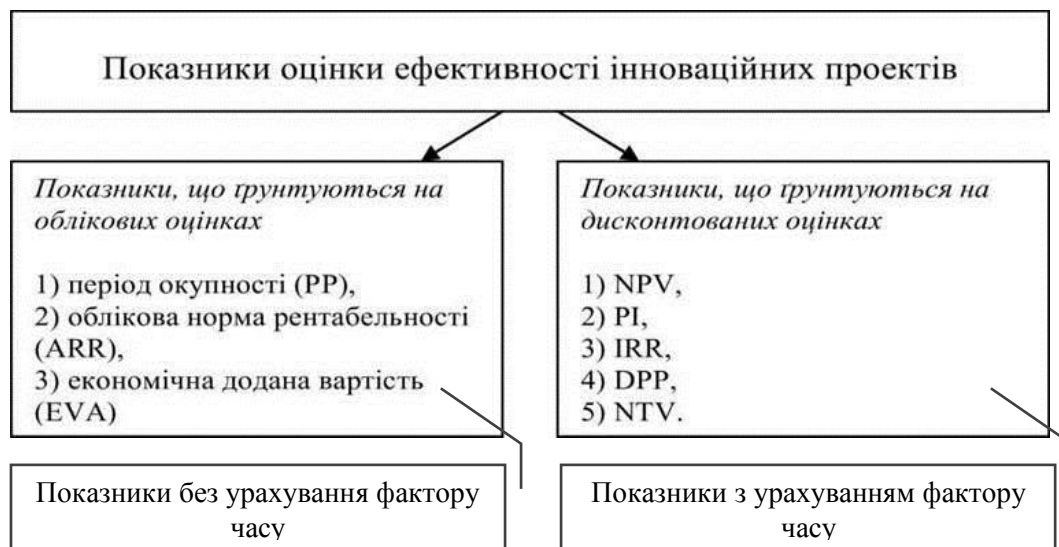 Показники оцінки ефективності інноваційних проектів
Показники, що ґрунтуються на
облікових оцінках
1) період окупності (PP),
2) облікова норма рентабельності
(ARR),
3) економічна додана вартість
(EVA)
Показники, що ґрунтуються на
дисконтованих оцінках
1) NPV,
2) PI,
3) IRR,
4) DPP,
5) NTV.
Показники без урахування фактору
часу
Показники з урахуванням фактору
часу